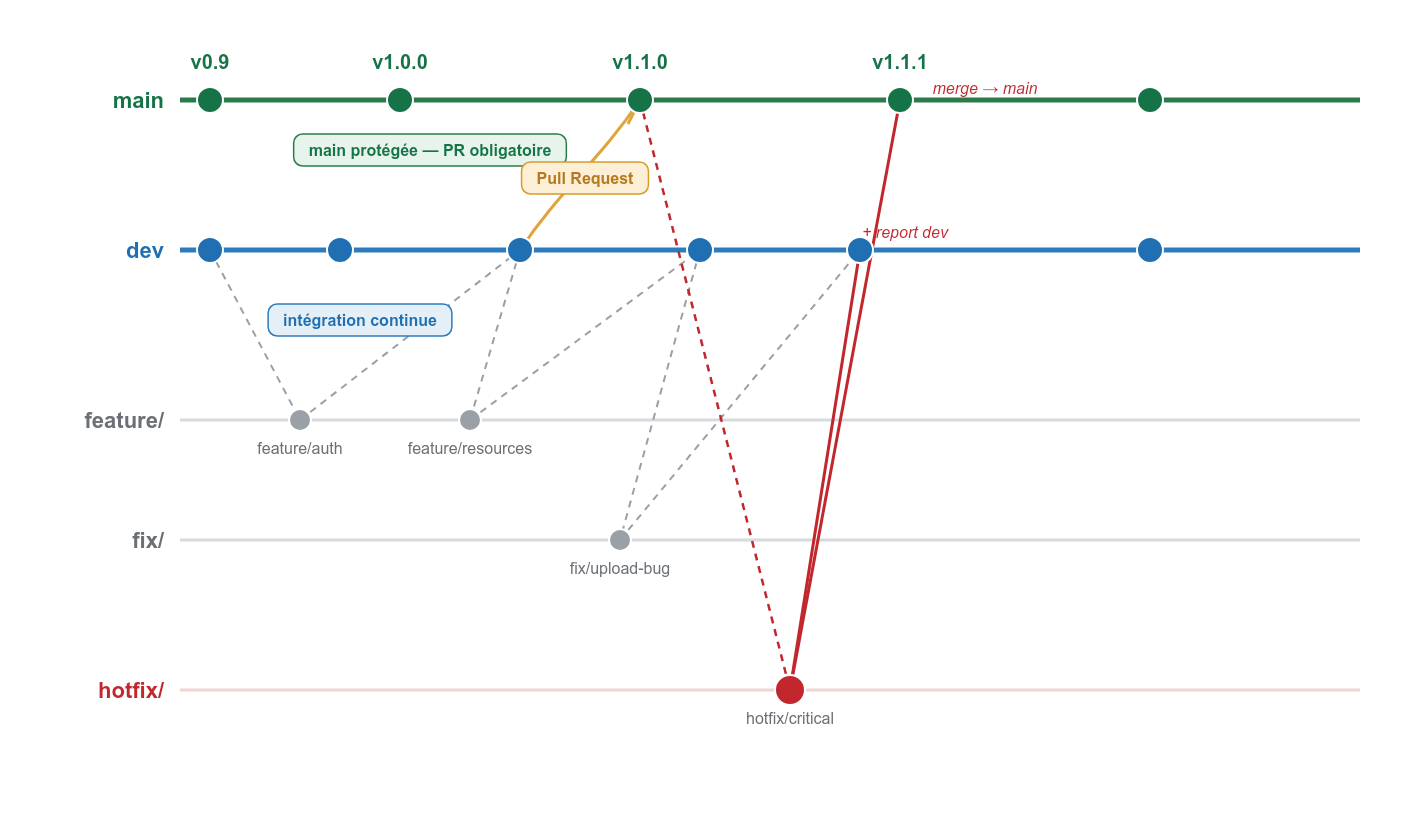 v0.9
v1.0.0
v1.1.0
v1.1.1
main
merge → main
main protégée — PR obligatoire
Pull Request
+ report dev
dev
intégration continue
feature/
feature/auth
feature/resources
fix/
fix/upload-bug
hotfix/
hotfix/critical